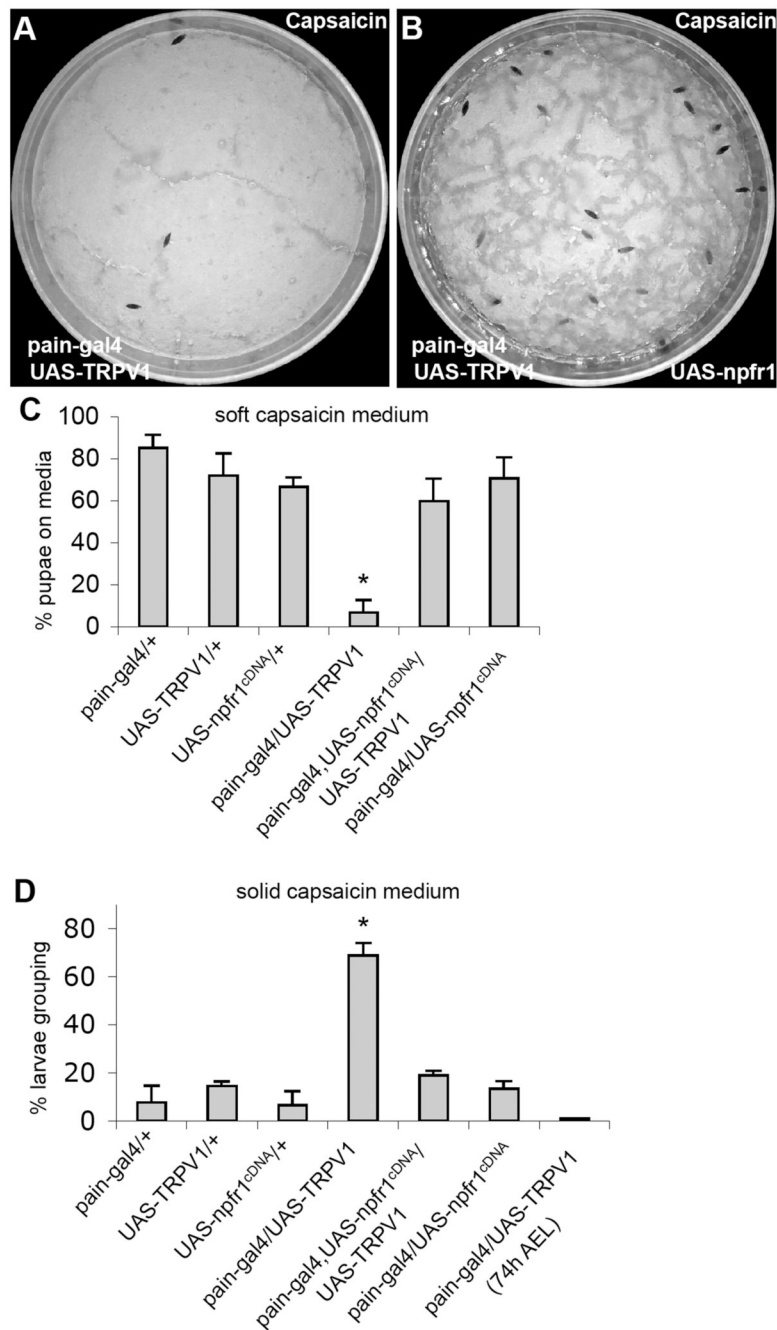 A
Capsaicin
pain-gal4
UAS-TRPV1
B
Capsaicin
pain-gal4
UAS-TRPV1
UAS-npfr1
C
soft capsaicin medium
% pupae on media
100
80
60
40
20
0
*
pain-gal4/+
UAS-TRPV1/+
UAS-npfr1cDNA/+
pain-gal4/UAS-TRPV1
pain-gal4,UAS-npfr1cDNA/
UAS-TRPV1
pain-gal4/UAS-npfr1cDNA
D
solid capsaicin medium
% larvae grouping
80
60
40
20
0
*
pain-gal4/+
UAS-TRPV1/+
UAS-npfr1cDNA/+
pain-gal4/UAS-TRPV1
pain-gal4,UAS-npfr1cDNA/
UAS-TRPV1
pain-gal4/UAS-npfr1cDNA
pain-gal4/UAS-TRPV1
(74h AEL)